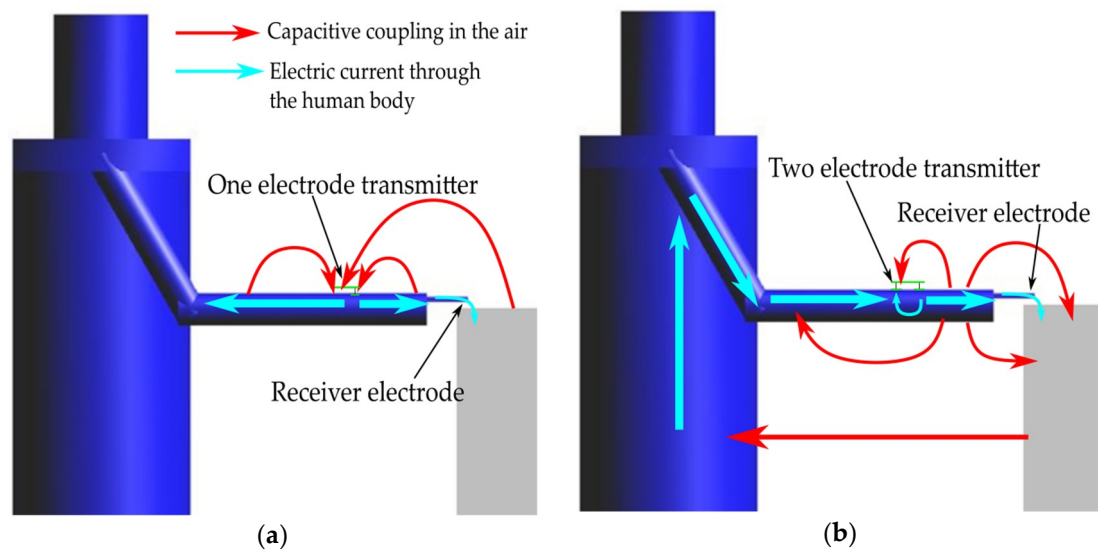 Capacitive coupling in the air
Electric current through
the human body
One electrode transmitter
Receiver electrode
(a)
Two electrode transmitter
Receiver electrode
(b)